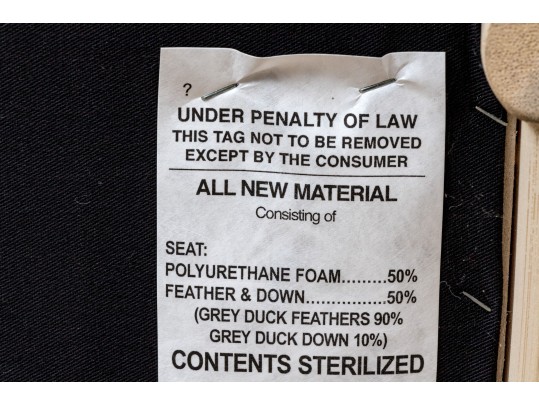 ?
UNDER PENALTY OF LAW
THIS TAG NOT TO BE REMOVED
EXCEPT BY THE CONSUMER
ALL NEW MATERIAL
Consisting of
SEAT:
POLYURETHANE FOAM.........50%
FEATHER & DOWN................50%
(GREY DUCK FEATHERS 90%
GREY DUCK DOWN 10%)
CONTENTS STERILIZED